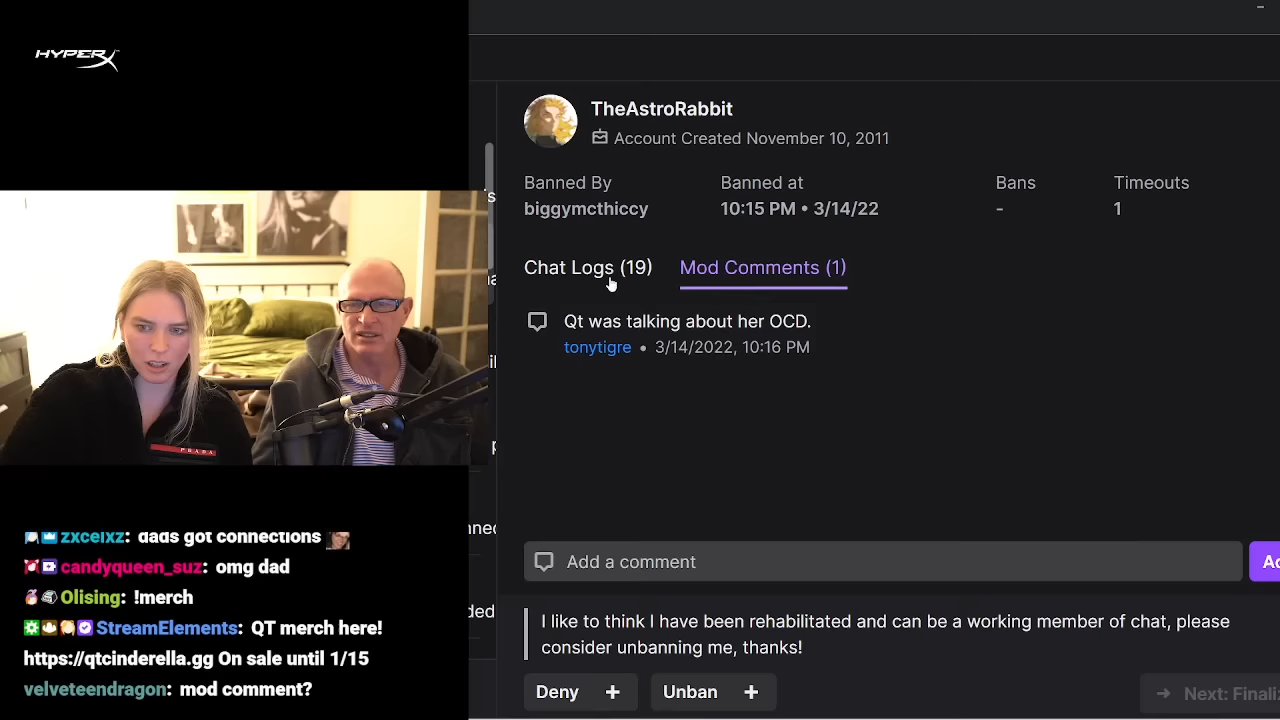 HYPERX
TheAstroRabbit
Account Created November 10, 2011
Banned By
Banned at
Bans
Timeouts
biggymcthiccy
10:15 PM • 3/14/22
-
1
Chat Logs (19)
Mod Comments (1)
Qt was talking about her OCD.
tonytigre • 3/14/2022, 10:16 PM
PRADA
zxcelxz: dads got connections
candyqueen_suz: omg dad
Olising: !merch
StreamElements: QT merch here!
https://qtcinderella.gg On sale until 1/15
velveteendragon: mod comment?
Add a comment
I like to think I have been rehabilitated and can be a working member of chat, please
consider unbanning me, thanks!
Deny +
Unban +
Next: